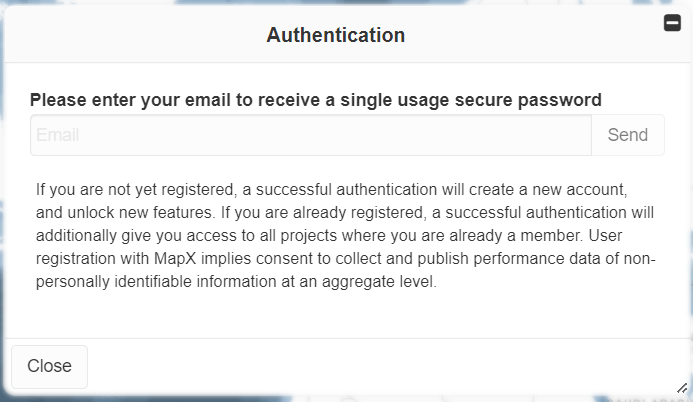 Authentication
Please enter your email to receive a single usage secure password
Email
Send
If you are not yet registered, a successful authentication will create a new account,
and unlock new features. If you are already registered, a successful authentication will
additionally give you access to all projects where you are already a member. User
registration with MapX implies consent to collect and publish performance data of non-
personally identifiable information at an aggregate level.
Close